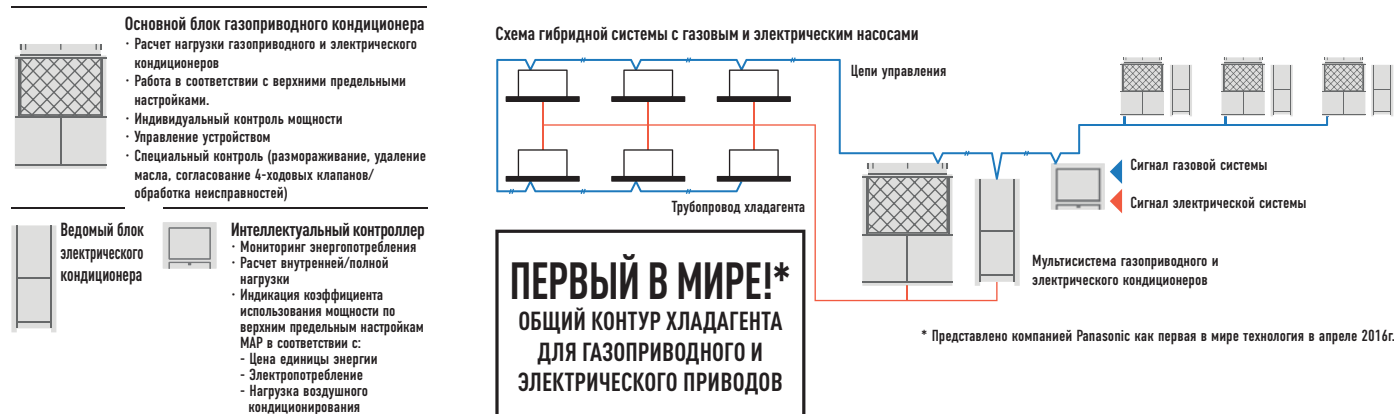 Основной блок газоприводного кондиционера
· Расчет нагрузки газоприводного и электрического
кондиционеров
· Работа в соответствии с верхними предельными
настройками.
· Индивидуальный контроль мощности
· Управление устройством
· Специальный контроль (размораживание, удаление
масла, согласование 4-ходовых клапанов/
обработка неисправностей)
Ведомый блок
электрического
кондиционера
Интеллектуальный контроллер
· Мониторинг энергопотребления
· Расчет внутренней/полной
нагрузки
· Индикация коэффициента
использования мощности по
верхним предельным настройкам
MAP в соответствии с:
- Цена единицы энергии
- Электропотребление
- Нагрузка воздушного
кондиционирования
Схема гибридной системы с газовым и электрическим насосами
Цепи управления
Трубопровод хладагента
Сигнал газовой системы
Сигнал электрической системы
Мультисистема газоприводного и
электрического кондиционеров
ПЕРВЫЙ В МИРЕ!*
ОБЩИЙ КОНТУР ХЛАДАГЕНТА
ДЛЯ ГАЗОПРИВОДНОГО И
ЭЛЕКТРИЧЕСКОГО ПРИВОДОВ
* Представлено компанией Panasonic как первая в мире технология в апреле 2016г.